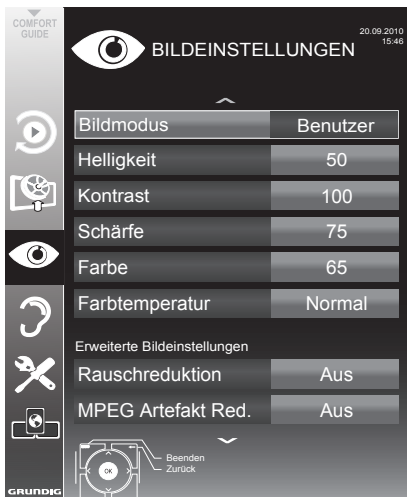 COMFORT
GUIDE
BILDEINSTELLUNGEN
20.09.2010
15:46
Bildmodus Benutzer
Helligkeit 50
Kontrast 100
Schärfe 75
Farbe 65
Farbtemperatur Normal
Erweiterte Bildeinstellungen
Rauschreduktion Aus
MPEG Artefakt Red. Aus
Beenden
Zurück
OK
GRUNDIG